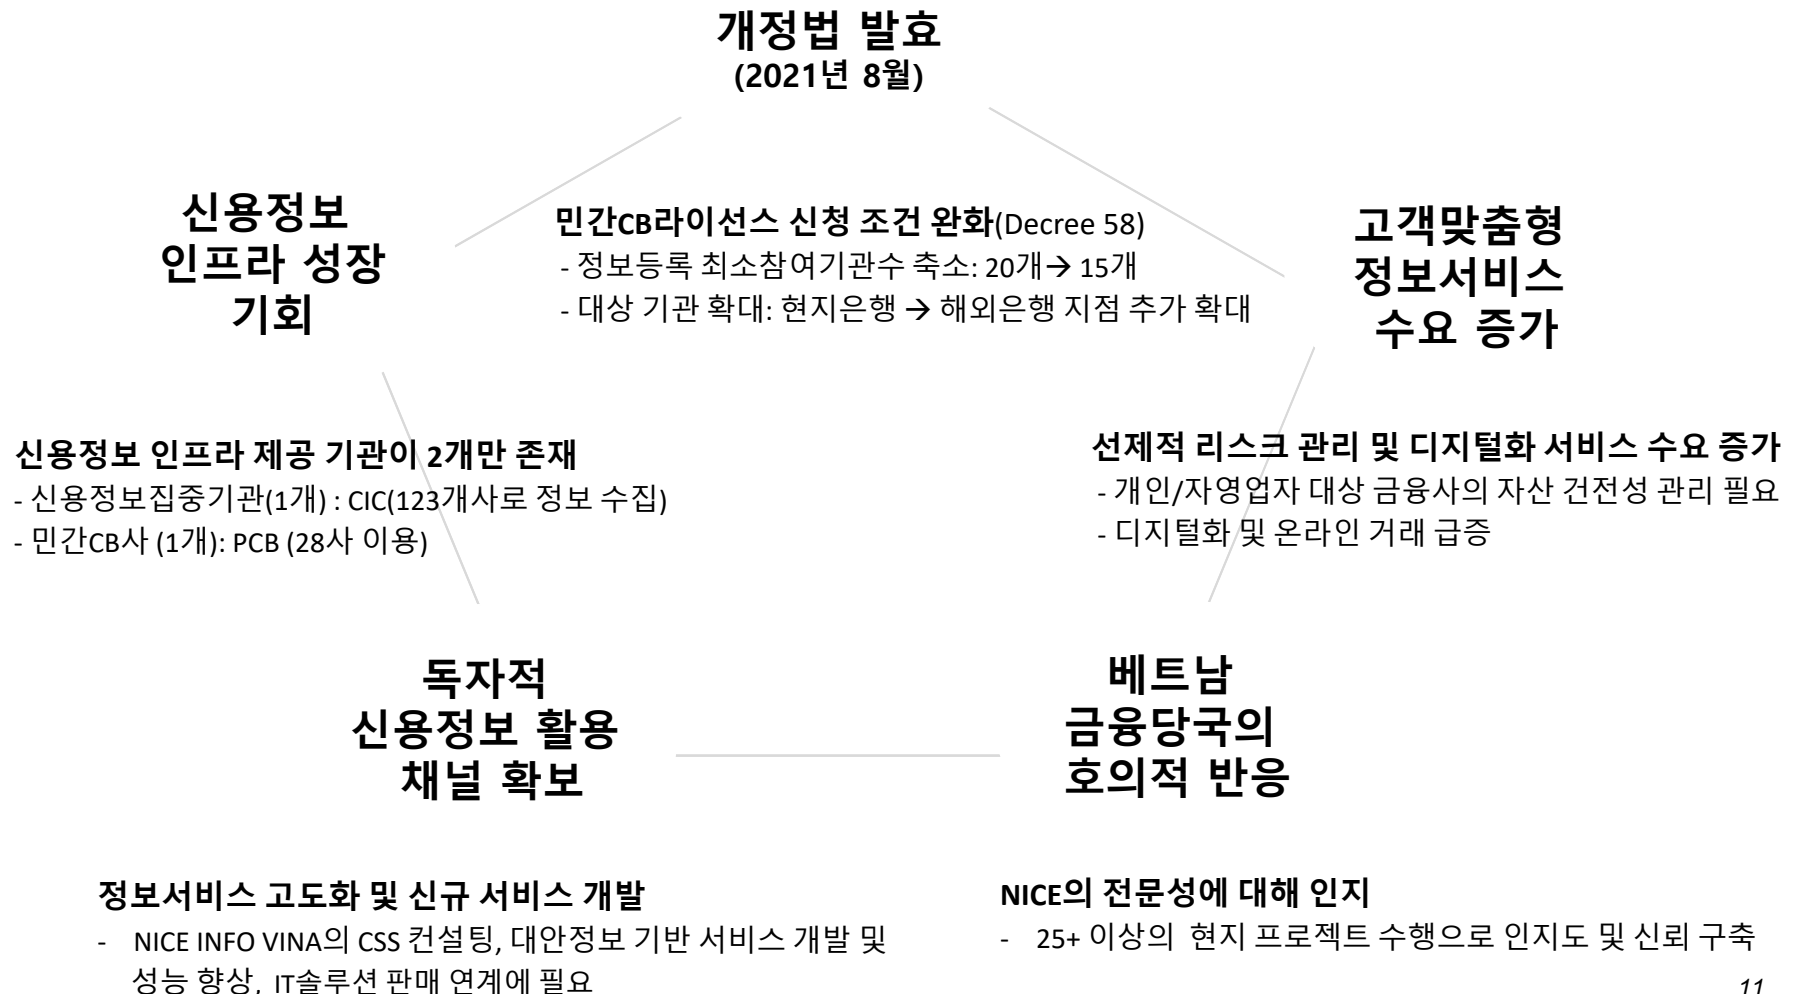 개정법 발효
(2021년 8월)
신용정보
인프라 성장
기회
민간CB라이선스 신청 조건 완화(Decree 58)
- 정보등록 최소참여기관수 축소: 20개→ 15개
- 대상 기관 확대: 현지은행 → 해외은행 지점 추가 확대
고객맞춤형
정보서비스
수요 증가
신용정보 인프라 제공 기관이 2개만 존재
- 신용정보집중기관(1개) : CIC(123개사로 정보 수집)
- 민간CB사 (1개): PCB (28사 이용)
선제적 리스크 관리 및 디지털화 서비스 수요 증가
- 개인/자영업자 대상 금융사의 자산 건전성 관리 필요
- 디지털화 및 온라인 거래 급증
독자적
신용정보 활용
채널 확보
베트남
금융당국의
호의적 반응
정보서비스 고도화 및 신규 서비스 개발
- NICE INFO VINA의 CSS 컨설팅, 대안정보 기반 서비스 개발 및
성능 향상, IT솔루션 판매 연계에 필요
NICE의 전문성에 대해 인지
- 25+ 이상의 현지 프로젝트 수행으로 인지도 및 신뢰 구축
11